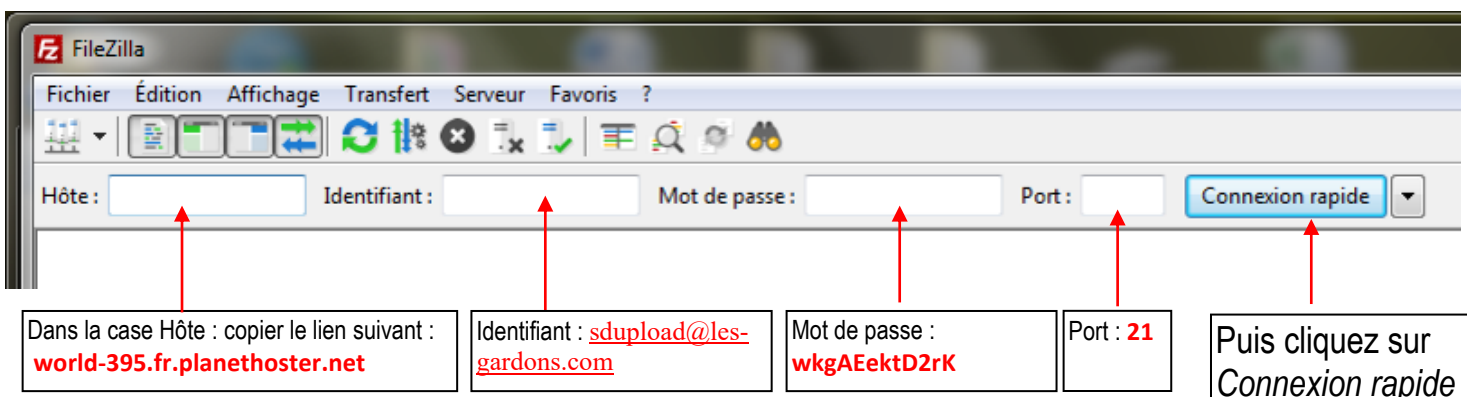 FileZilla
Fichier Édition Affichage Transfert Serveur Favoris ?
Hôte : Identifiant : Mot de passe : Port : Connexion rapide
Dans la case Hôte : copier le lien suivant :
world-395.fr.planethoster.net
Identifiant : sdupload@les-
gardons.com
Mot de passe :
wkgAEektD2rK
Port : 21
Puis cliquez sur
Connexion rapide